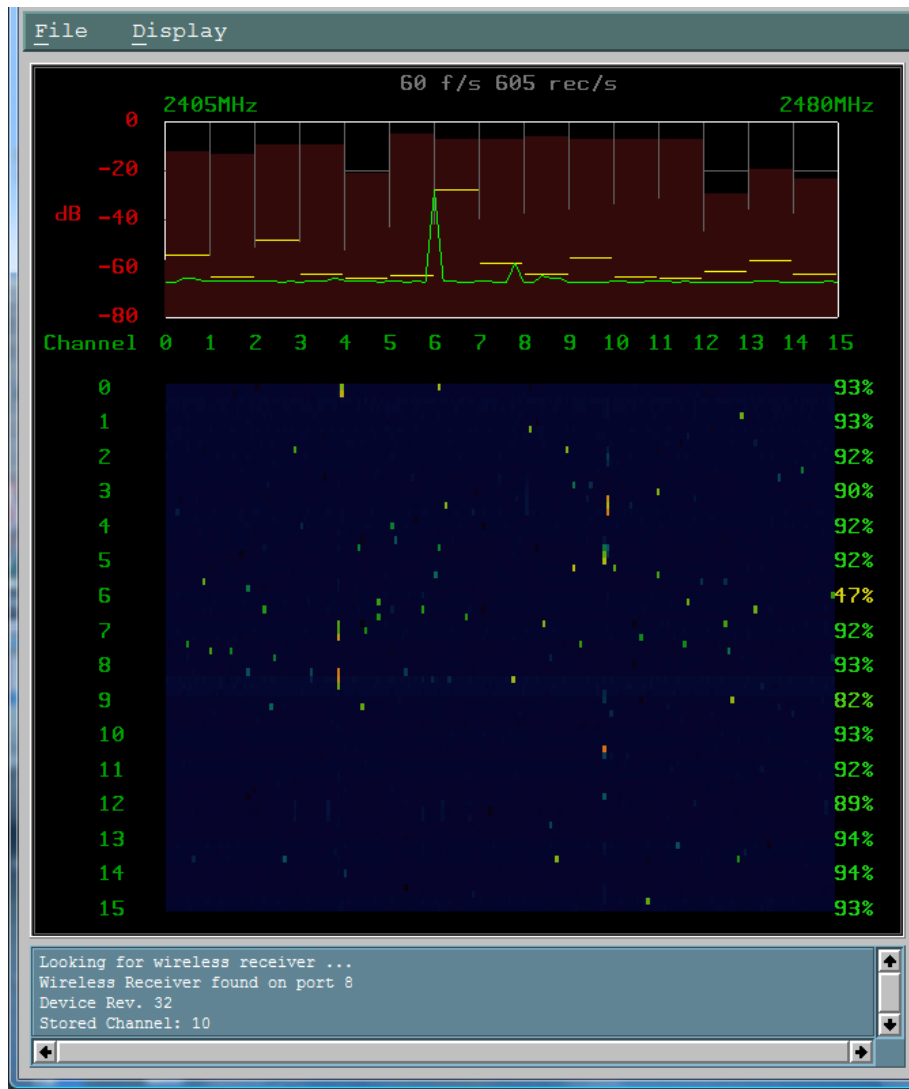 File Display
60 f/s 605 rec/s
2405MHz 2480MHz
0
-20
dB -40
-60
-80
Channel 0 1 2 3 4 5 6 7 8 9 10 11 12 13 14 15
0 93%
1 93%
2 92%
3 90%
4 92%
5 92%
6 47%
7 92%
8 93%
9 82%
10 93%
11 92%
12 89%
13 94%
14 94%
15 93%
Looking for wireless receiver ...
Wireless Receiver found on port 8
Device Rev. 32
Stored Channel: 10